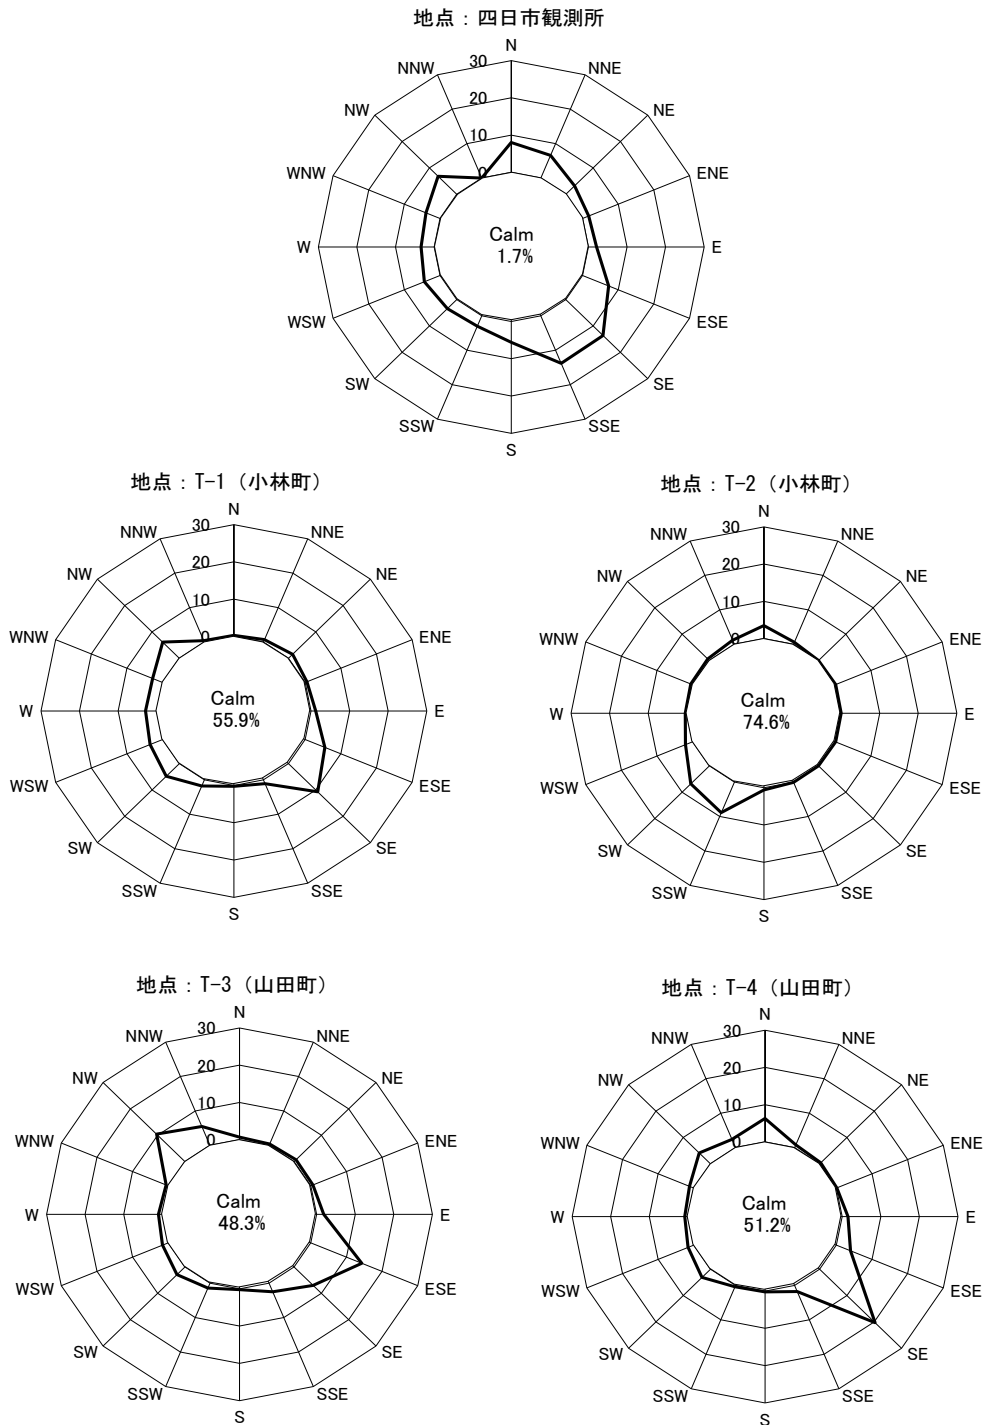 地点：四日市観測所
N
NNE
NE
ENE
E
ESE
SE
SSE
S
SSW
SW
WSW
W
WNW
NW
NNW
30
20
10
0
Calm
1.7%
地点：T-1（小林町）
N
NNE
NE
ENE
E
ESE
SE
SSE
S
SSW
SW
WSW
W
WNW
NW
NNW
30
20
10
0
Calm
55.9%
地点：T-2（小林町）
N
NNE
NE
ENE
E
ESE
SE
SSE
S
SSW
SW
WSW
W
WNW
NW
NNW
30
20
10
0
Calm
74.6%
地点：T-3（山田町）
N
NNE
NE
ENE
E
ESE
SE
SSE
S
SSW
SW
WSW
W
WNW
NW
NNW
30
20
10
0
Calm
48.3%
地点：T-4（山田町）
N
NNE
NE
ENE
E
ESE
SE
SSE
S
SSW
SW
WSW
W
WNW
NW
NNW
30
20
10
0
Calm
51.2%